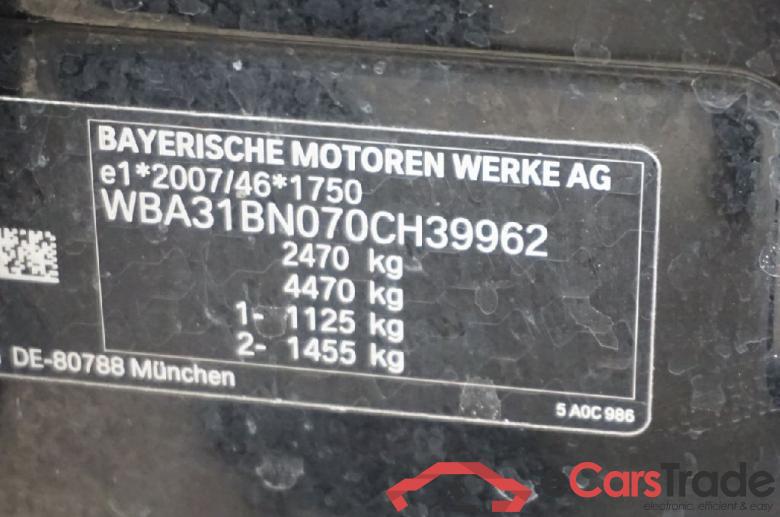 BAYERISCHE MOTOREN WERKE AG
e1*2007/46*1750
WBA31BN070CH39962
2470 kg
4470 kg
1- 1125 kg
2- 1455 kg
DE-80788 München
5 A0C 986
eCarsTrade
electronic, efficient & easy